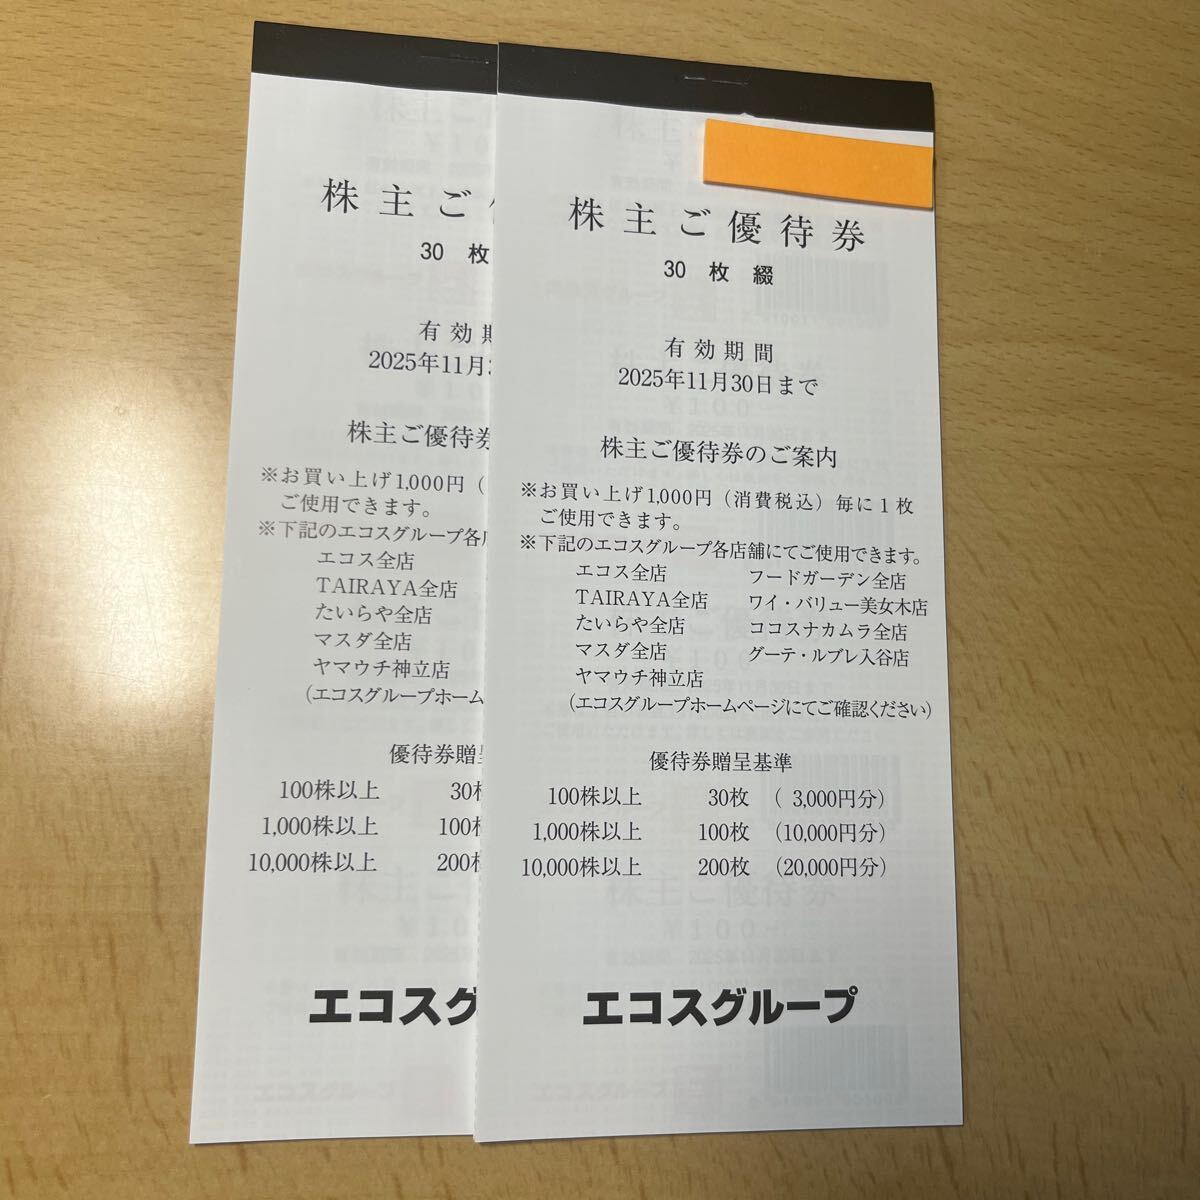 株主ご
30 枚
有効
2025年11月
株主ご優待券
※お買い上げ1,000円（
ご使用できます。
※下記のエコスグループ各
エコス全店
TAIRAYA全店
たいらや全店
マスダ全店
ヤマウチ神立店
（エコスグループホーム
優待券贈
100株以上 30
1,000株以上 100
10,000株以上 200
エコスグ
株主ご優待券
30 枚 綴
有効期間
2025年11月30日まで
株主ご優待券のご案内
※お買い上げ1,000円（消費税込）毎に１枚
ご使用できます。
※下記のエコスグループ各店舗にてご使用できます。
エコス全店 フードガーデン全店
TAIRAYA全店 ワイ・バリュー美女木店
たいらや全店 ココスナカムラ全店
マスダ全店 グーテ・ルブレ入谷店
ヤマウチ神立店
（エコスグループホームページにてご確認ください）
優待券贈呈基準
100株以上 30枚 （ 3,000円分）
1,000株以上 100枚 （10,000円分）
10,000株以上 200枚 （20,000円分）
エコスグループ